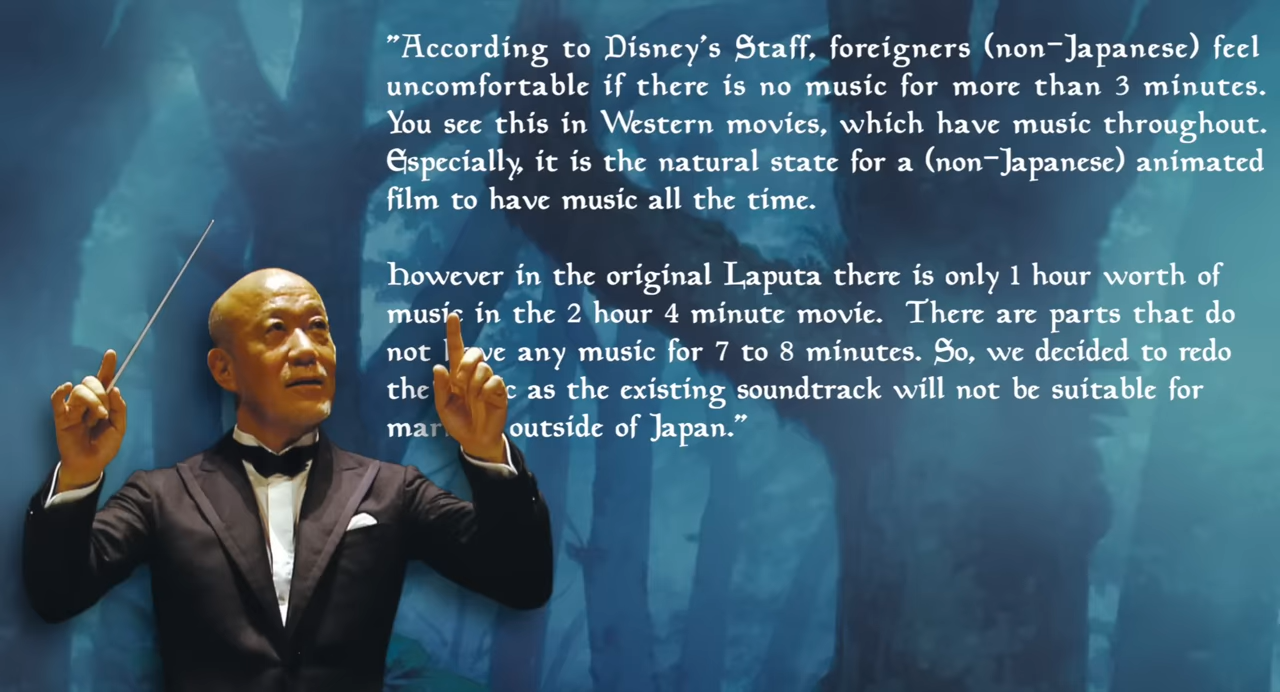 "According to Disney's Staff, foreigners (non-Japanese) feel
uncomfortable if there is no music for more than 3 minutes.
You see this in Western movies, which have music throughout.
Especially, it is the natural state for a (non-Japanese) animated
film to have music all the time.
However in the original Laputa there is only 1 hour worth of
music in the 2 hour 4 minute movie. There are parts that do
not any music for 7 to 8 minutes. So, we decided to redo
the as the existing soundtrack will not be suitable for
outside of Japan."